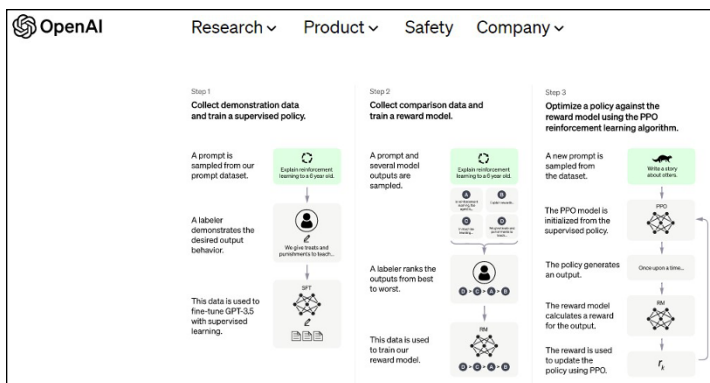 OpenAI
Research Product Safety Company
Step 1
Collect demonstration data
and train a supervised policy.
A prompt is
sampled from our
prompt dataset.
Explain reinforcement
learning to a 6 year old.
A labeler
demonstrates the
desired output
behavior.
We give treats and
punishments to teach...
This data is used to
fine-tune GPT-3.5
with supervised
learning.
SFT
Step 2
Collect comparison data and
train a reward model.
A prompt and
several model
outputs are
sampled.
Explain reinforcement
learning to a 6 year old.
A
B
A labeler ranks the
outputs from best
to worst.
D > C > A > B
This data is used
to train our
reward model.
RM
D > C > A > B
Step 3
Optimize a policy against the
reward model using the PPO
reinforcement learning algorithm.
A new prompt is
sampled from
the dataset.
Write a story
about otters.
The PPO model is
initialized from the
supervised policy.
PPO
The policy generates
an output.
Once upon a time...
The reward model
calculates a reward
for the output.
RM
The reward is used
to update the
policy using PPO.
rk